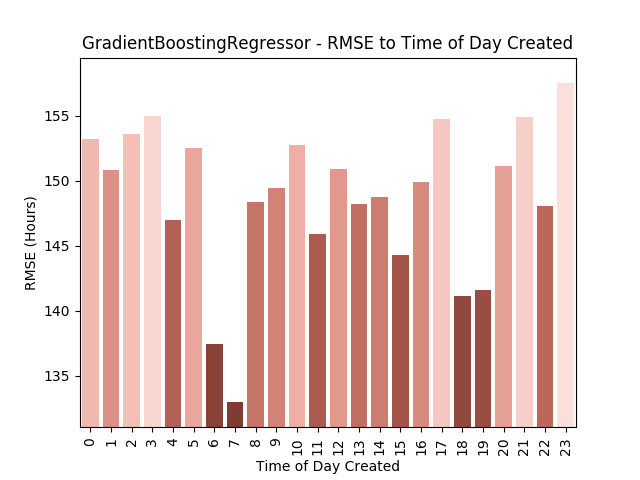 GradientBoostingRegressor - RMSE to Time of Day Created
RMSE (Hours)
155
150
145
140
135
0 1 2 3 4 5 6 7 8 9 10 11 12 13 14 15 16 17 18 19 20 21 22 23
Time of Day Created